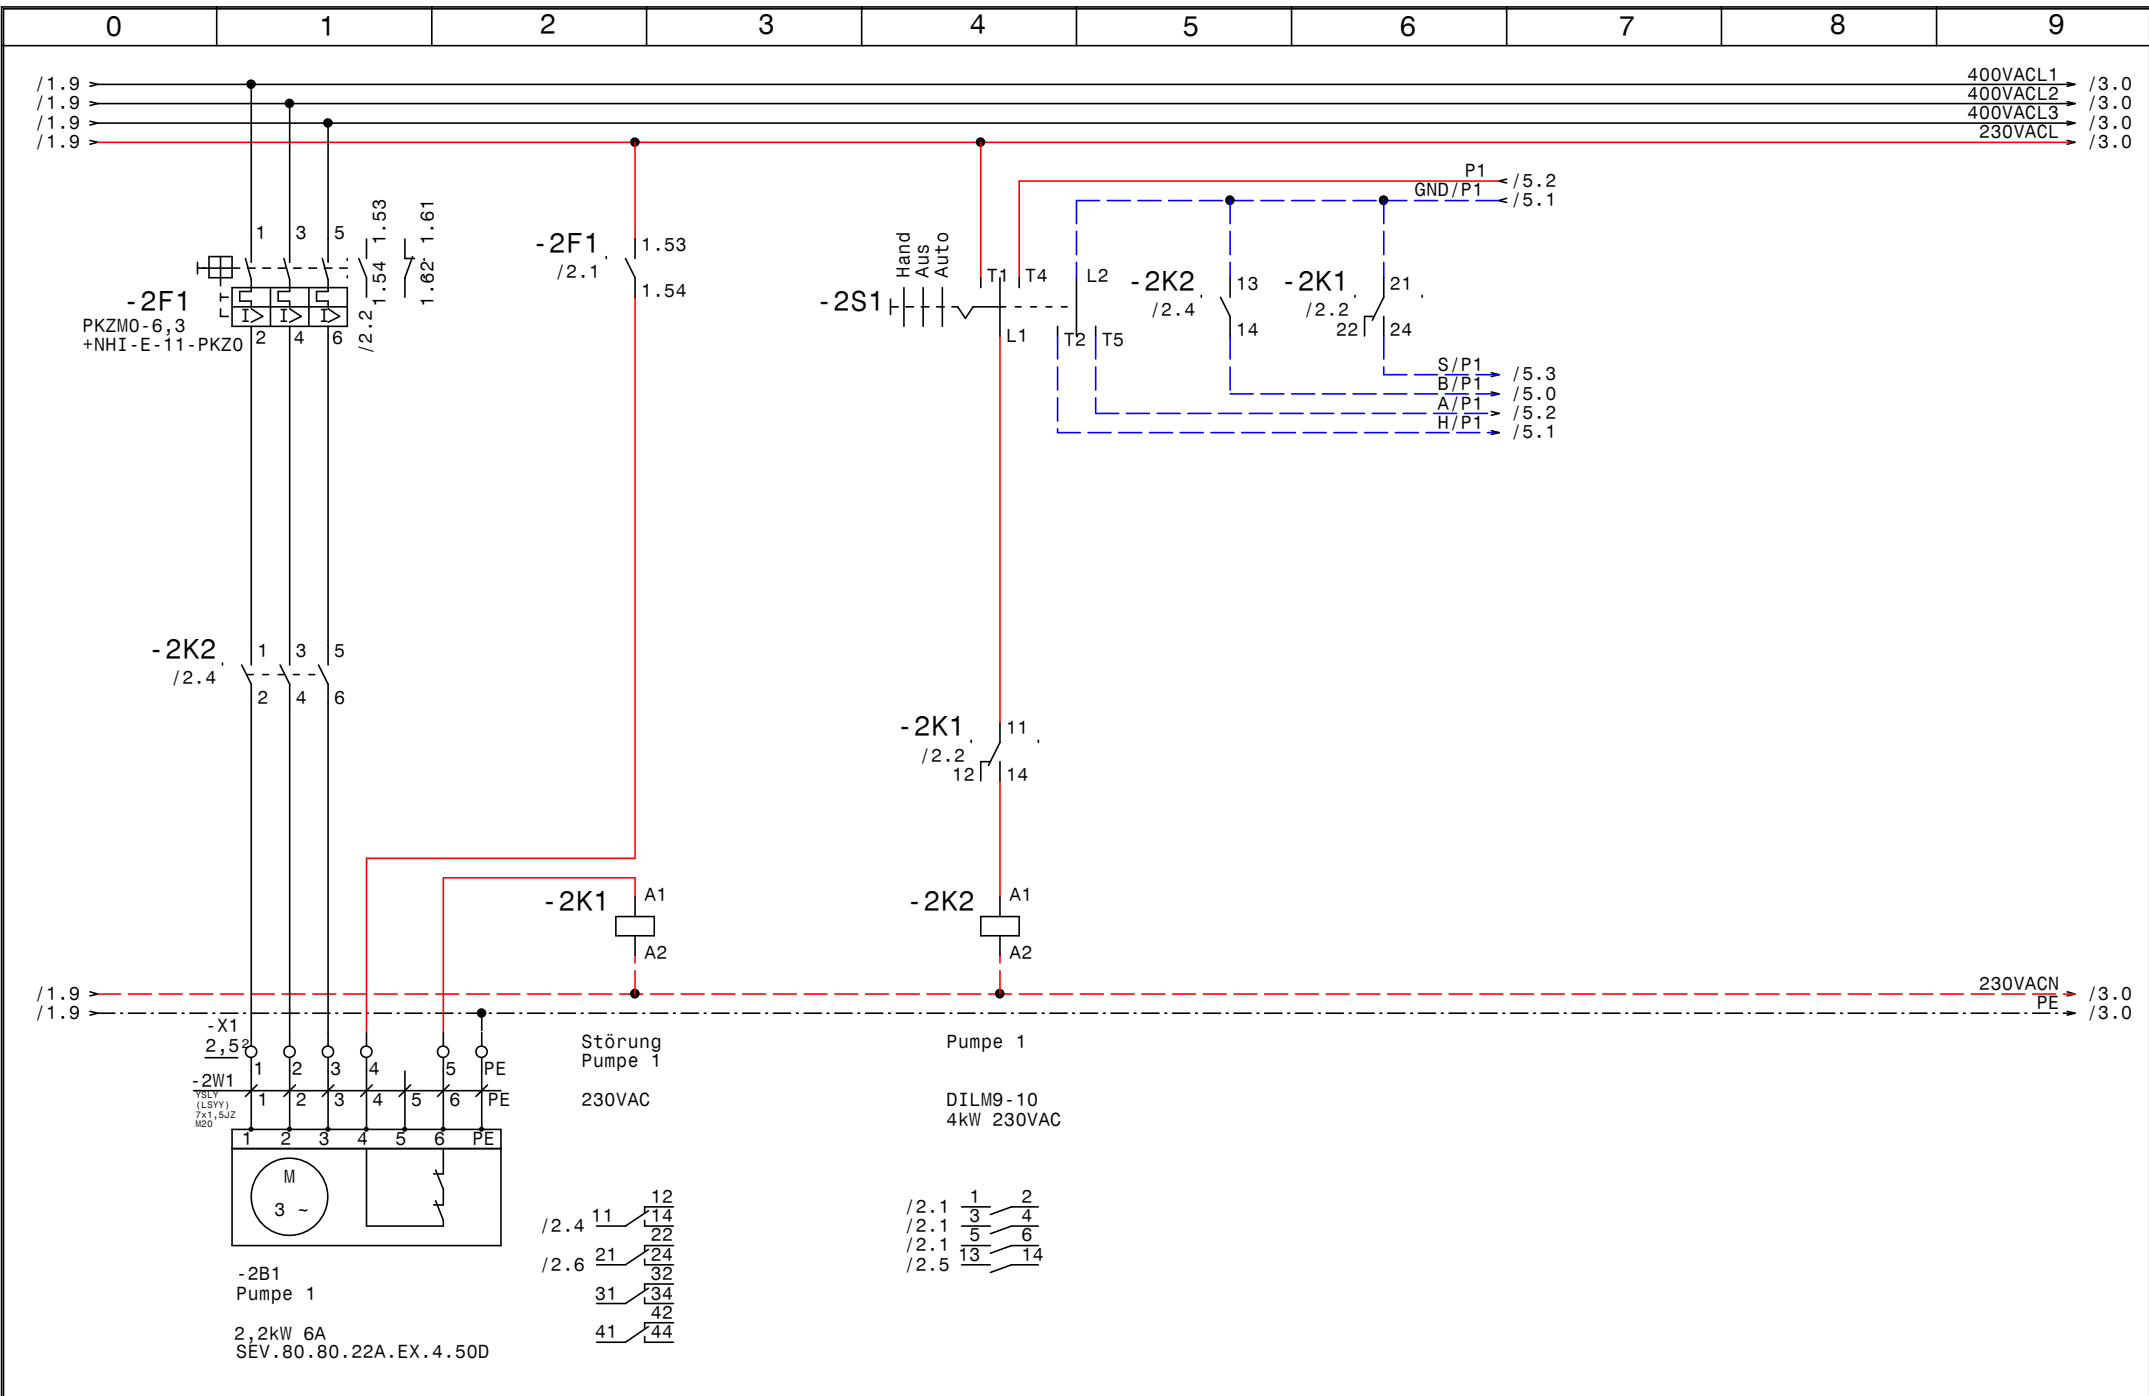 0 1 2 3 4 5 6 7 8 9
/1.9 400VACL1 /3.0
/1.9 400VACL2 /3.0
/1.9 400VACL3 /3.0
/1.9 230VACL /3.0
P1 /5.2
GND/P1 /5.1
1 3 5 1.53 1.61
1.54 1.62
-2F1
PKZM0-6,3
+NHI-E-11-PKZ0
I> I> I>
2 4 6 /2.2
-2F1 1.53
/2.1
1.54
Hand
Aus
Auto
T1 T4 L2
-2S1
L1 T2 T5
-2K2 13
/2.4
14
-2K1 21
/2.2
22 24
S/P1 /5.3
B/P1 /5.0
A/P1 /5.2
H/P1 /5.1
-2K2 1 3 5
/2.4
2 4 6
-2K1 11
/2.2
12 14
-2K1 A1
A2
-2K2 A1
A2
/1.9 230VACN /3.0
/1.9 PE /3.0
-X1
2,5²
1 2 3 4 5 PE
-2W1
YSLY
(LSYY)
7x1,5JZ
M20
1 2 3 4 5 6 PE
1 2 3 4 5 6 PE
M
3 ~
-2B1
Pumpe 1
2,2kW 6A
SEV.80.80.22A.EX.4.50D
Störung
Pumpe 1
230VAC
12
/2.4 11 14
22
/2.6 21 24
32
31 34
42
41 44
Pumpe 1
DILM9-10
4kW 230VAC
/2.1 1 2
/2.1 3 4
/2.1 5 6
/2.5 13 14